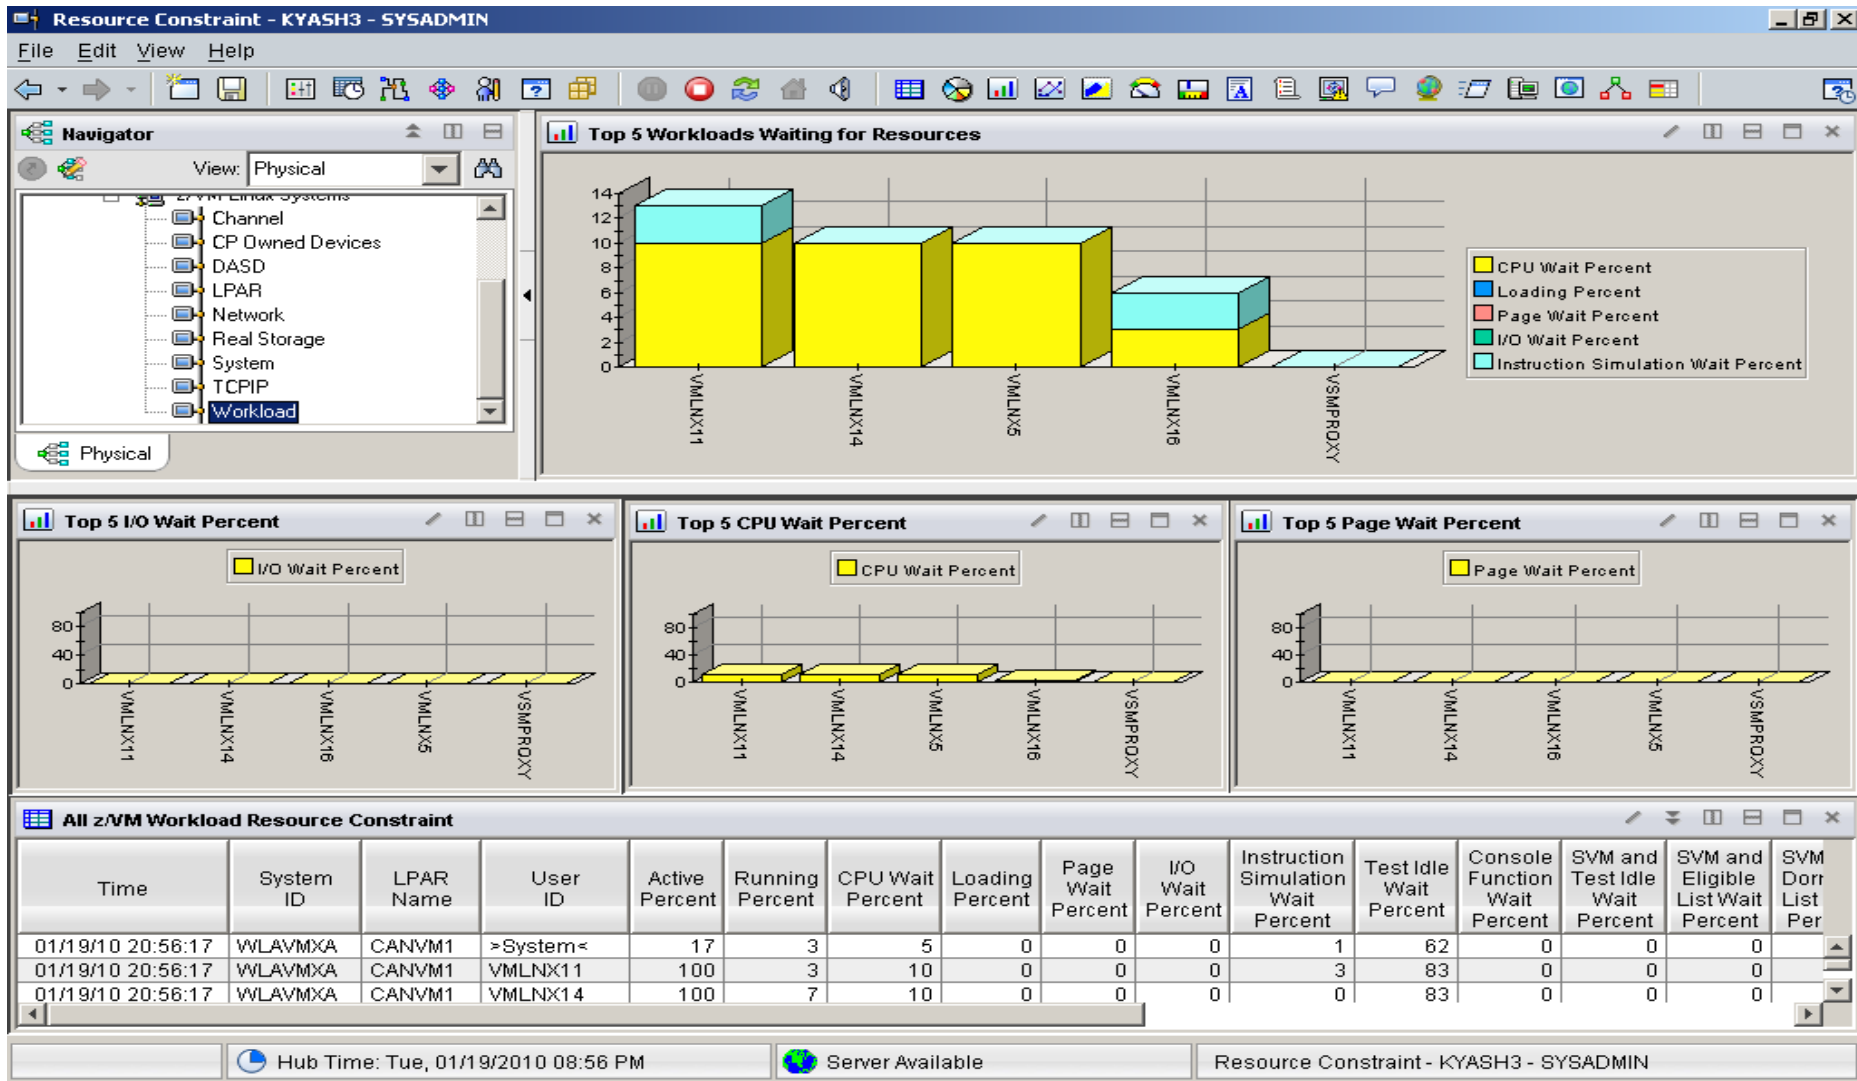 Resource Constraint - KYASH3 - SYSADMIN
File Edit View Help
Navigator
View: Physical
z/VM Linux Systems
Channel
CP Owned Devices
DASD
LPAR
Network
Real Storage
System
TCPIP
Workload
Physical
Top 5 Workloads Waiting for Resources
14
12
10
8
6
4
2
0
VMLNX11
VMLNX14
VMLNX5
VMLNX16
VSMPROXY
CPU Wait Percent
Loading Percent
Page Wait Percent
I/O Wait Percent
Instruction Simulation Wait Percent
Top 5 I/O Wait Percent
I/O Wait Percent
80
40
0
VMLNX11
VMLNX14
VMLNX16
VMLNX5
VSMPROXY
Top 5 CPU Wait Percent
CPU Wait Percent
80
40
0
VMLNX11
VMLNX14
VMLNX5
VMLNX16
VSMPROXY
Top 5 Page Wait Percent
Page Wait Percent
80
40
0
VMLNX11
VMLNX14
VMLNX16
VMLNX5
VSMPROXY
All z/VM Workload Resource Constraint
Time
System ID
LPAR Name
User ID
Active Percent
Running Percent
CPU Wait Percent
Loading Percent
Page Wait Percent
I/O Wait Percent
Instruction Simulation Wait Percent
Test Idle Wait Percent
Console Function Wait Percent
SVM and Test Idle Wait Percent
SVM and Eligible List Wait Percent
SVM Dorr List Per
01/19/10 20:56:17 WLAVMXA CANVM1 >System< 17 3 5 0 0 0 1 62 0 0 0
01/19/10 20:56:17 WLAVMXA CANVM1 VMLNX11 100 3 10 0 0 0 3 83 0 0 0
01/19/10 20:56:17 WLAVMXA CANVM1 VMLNX14 100 7 10 0 0 0 0 83 0 0 0
Hub Time: Tue, 01/19/2010 08:56 PM
Server Available
Resource Constraint - KYASH3 - SYSADMIN